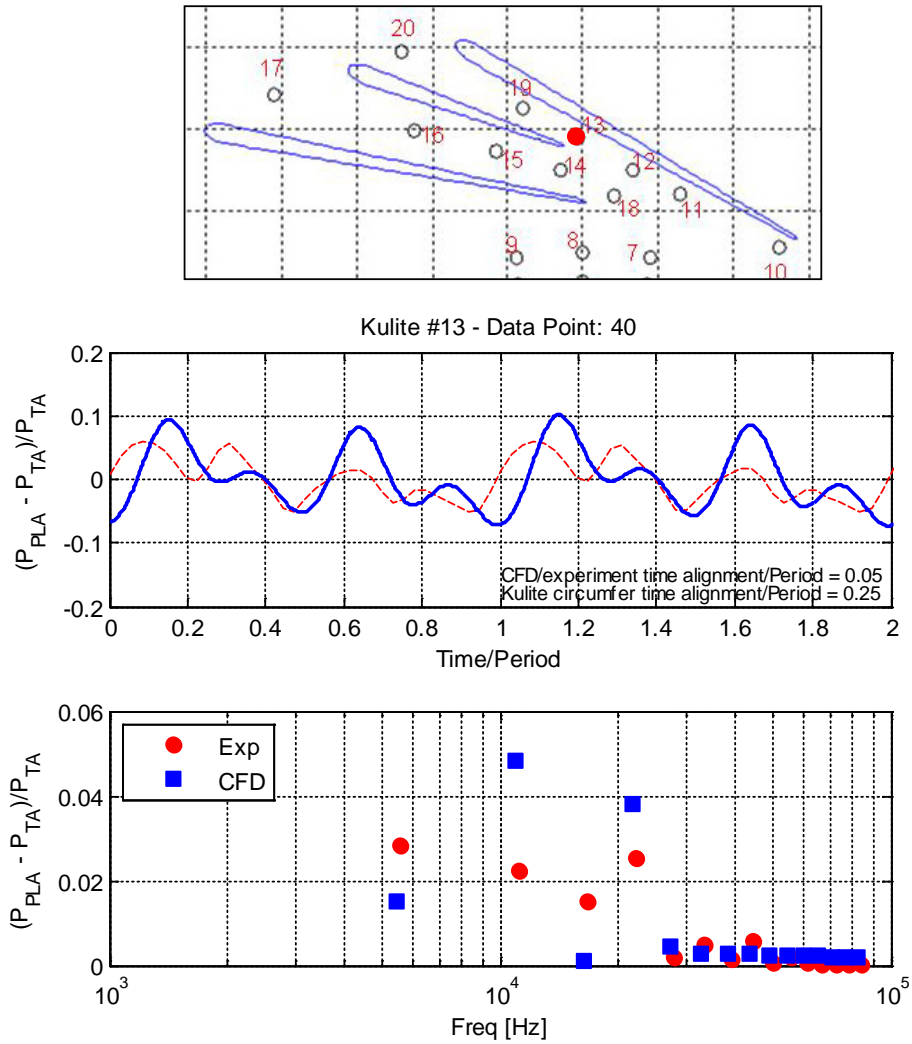 20
17
19
13
16
15
14
12
18
11
9
8
7
10
Kulite #13 - Data Point: 40
0.2
0.1
0
-0.1
-0.2
(P_PLA - P_TA)/P_TA
CFD/experiment time alignment/Period = 0.05
Kulite circumfer time alignment/Period = 0.25
0 0.2 0.4 0.6 0.8 1 1.2 1.4 1.6 1.8 2
Time/Period
0.06
0.04
0.02
0
(P_PLA - P_TA)/P_TA
Exp
CFD
10^3 10^4 10^5
Freq [Hz]